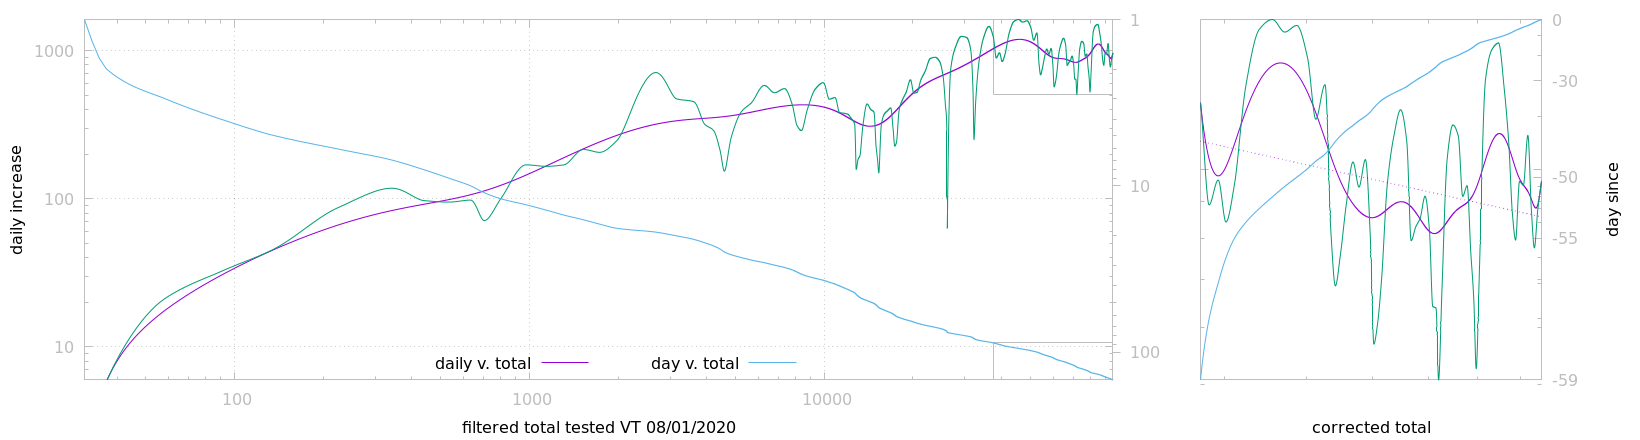 1000
100
10
daily increase
daily v. total
day v. total
100
1000
10000
filtered total tested VT 08/01/2020
1
10
100
0
-30
-50
-55
-59
day since
corrected total